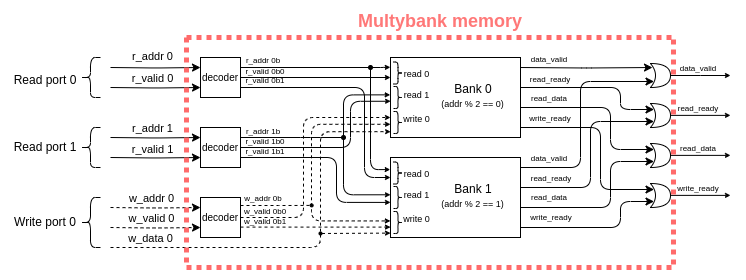 Multybank memory
Read port 0
r_addr 0
r_valid 0
decoder
r_addr 0b
r_valid 0b0
r_valid 0b1
read 0
read 1
write 0
Bank 0
(addr % 2 == 0)
data_valid
read_ready
read_data
write_ready
data_valid
read_ready
read_data
write_ready
Read port 1
r_addr 1
r_valid 1
decoder
r_addr 1b
r_valid 1b0
r_valid 1b1
Write port 0
w_addr 0
w_valid 0
w_data 0
decoder
w_addr 0b
w_valid 0b0
w_valid 0b1
read 0
read 1
write 0
Bank 1
(addr % 2 == 1)
data_valid
read_ready
read_data
write_ready